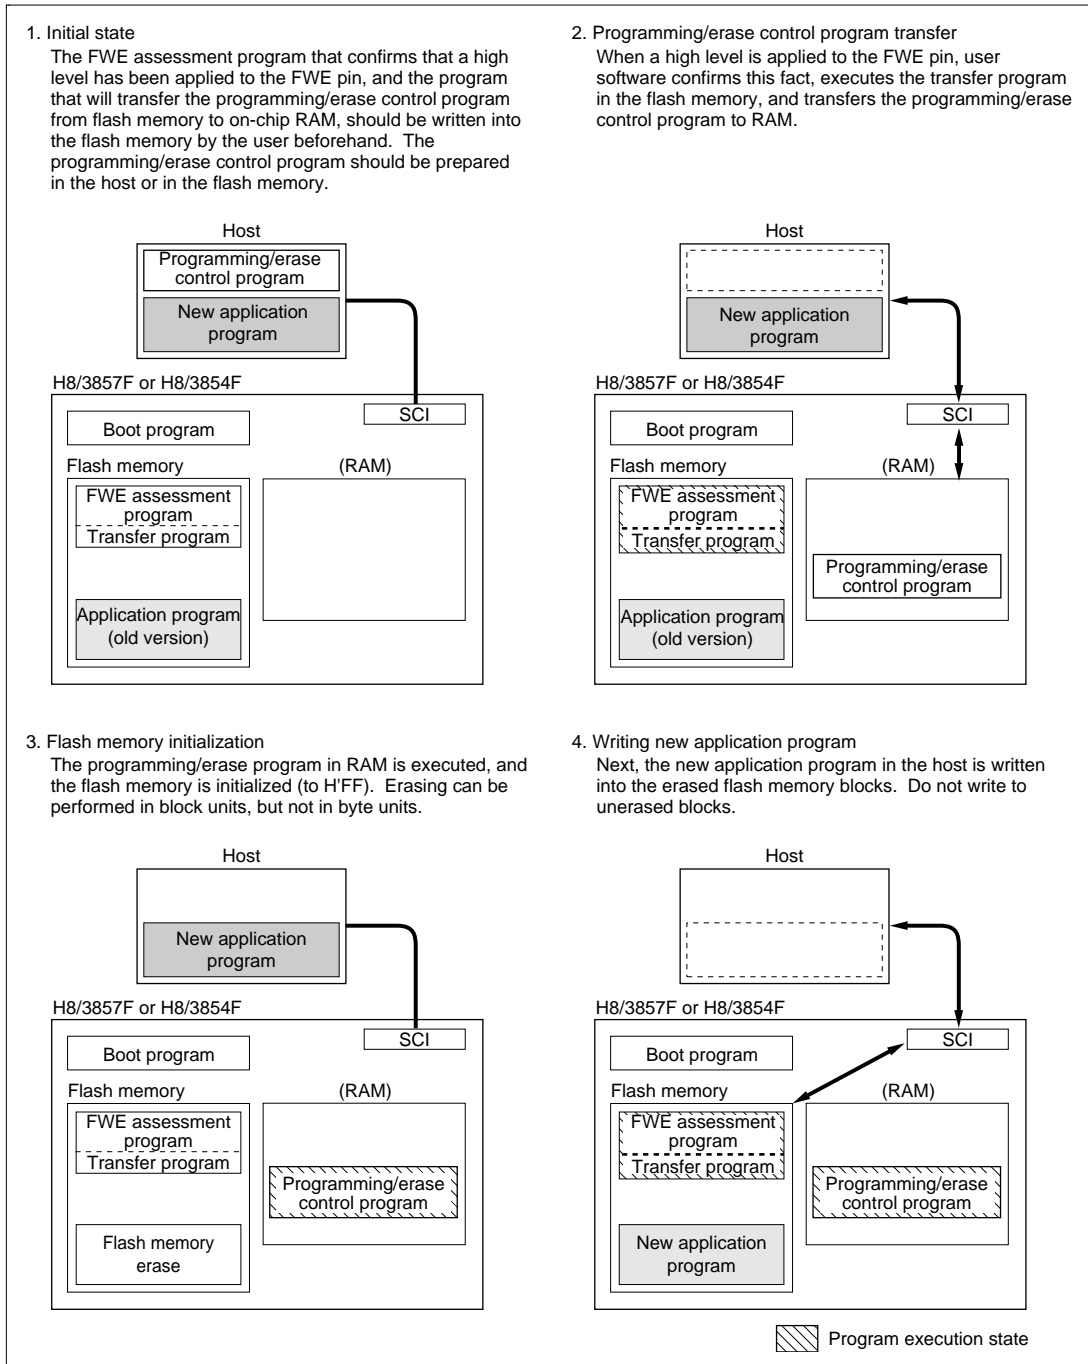 1. Initial state
The FWE assessment program that confirms that a high
level has been applied to the FWE pin, and the program
that will transfer the programming/erase control program
from flash memory to on-chip RAM, should be written into
the flash memory by the user beforehand.  The
programming/erase control program should be prepared
in the host or in the flash memory.
Host
Programming/erase
control program
New application
program
H8/3857F or H8/3854F
SCI
Boot program
Flash memory
(RAM)
FWE assessment
program
Transfer program
Application program
(old version)
2. Programming/erase control program transfer
When a high level is applied to the FWE pin, user
software confirms this fact, executes the transfer program
in the flash memory, and transfers the programming/erase
control program to RAM.
Host
New application
program
H8/3857F or H8/3854F
SCI
Boot program
Flash memory
(RAM)
FWE assessment
program
Transfer program
Programming/erase
control program
Application program
(old version)
3. Flash memory initialization
The programming/erase program in RAM is executed, and
the flash memory is initialized (to H'FF).  Erasing can be
performed in block units, but not in byte units.
Host
New application
program
H8/3857F or H8/3854F
SCI
Boot program
Flash memory
(RAM)
FWE assessment
program
Transfer program
Programming/erase
control program
Flash memory
erase
4. Writing new application program
Next, the new application program in the host is written
into the erased flash memory blocks.  Do not write to
unerased blocks.
Host
H8/3857F or H8/3854F
SCI
Boot program
Flash memory
(RAM)
FWE assessment
program
Transfer program
Programming/erase
control program
New application
program
Program execution state